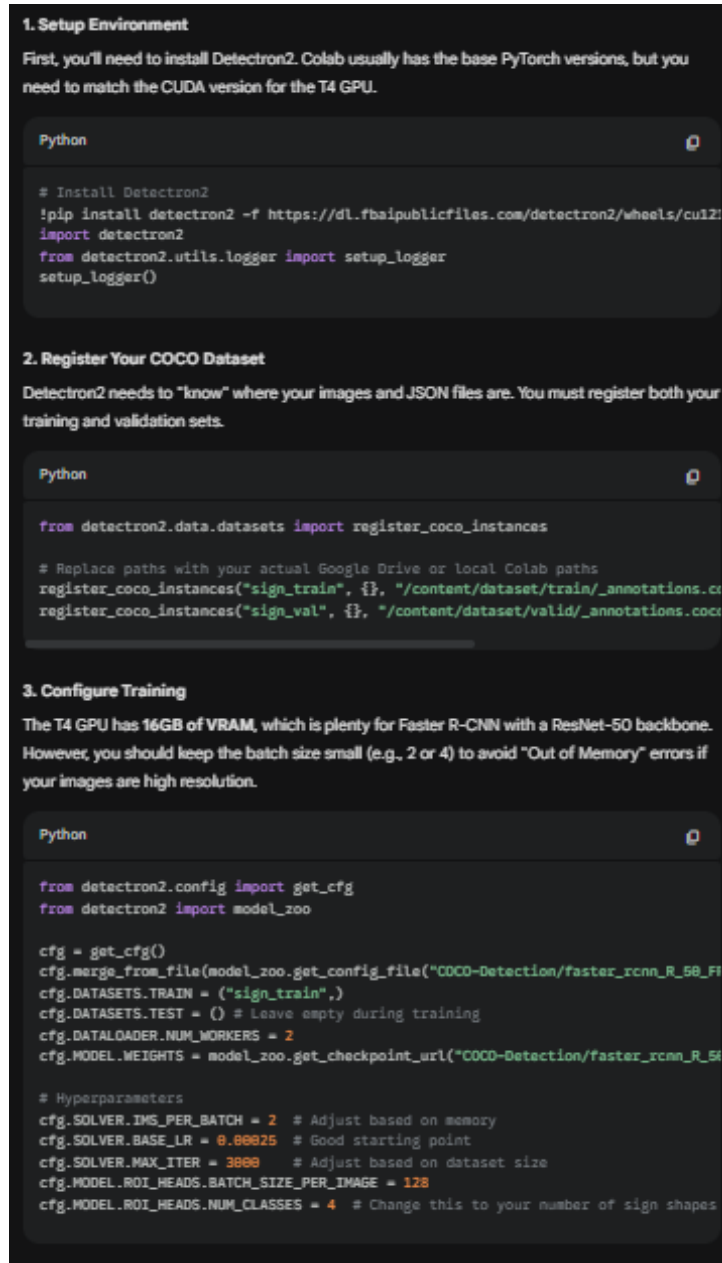 1. Setup Environment
First, you'll need to install Detectron2. Colab usually has the base PyTorch versions, but you
need to match the CUDA version for the T4 GPU.
Python
# Install Detectron2
!pip install detectron2 -f https://dl.fbaipublicfiles.com/detectron2/wheels/cu121
import detectron2
from detectron2.utils.logger import setup_logger
setup_logger()
2. Register Your COCO Dataset
Detectron2 needs to "know" where your images and JSON files are. You must register both your
training and validation sets.
Python
from detectron2.data.datasets import register_coco_instances
# Replace paths with your actual Google Drive or local Colab paths
register_coco_instances("sign_train", {}, "/content/dataset/train/_annotations.co
register_coco_instances("sign_val", {}, "/content/dataset/valid/_annotations.coco
3. Configure Training
The T4 GPU has 16GB of VRAM, which is plenty for Faster R-CNN with a ResNet-50 backbone.
However, you should keep the batch size small (e.g., 2 or 4) to avoid "Out of Memory" errors if
your images are high resolution.
Python
from detectron2.config import get_cfg
from detectron2 import model_zoo
cfg = get_cfg()
cfg.merge_from_file(model_zoo.get_config_file("COCO-Detection/faster_rcnn_R_50_FP
cfg.DATASETS.TRAIN = ("sign_train",)
cfg.DATASETS.TEST = () # Leave empty during training
cfg.DATALOADER.NUM_WORKERS = 2
cfg.MODEL.WEIGHTS = model_zoo.get_checkpoint_url("COCO-Detection/faster_rcnn_R_50
# Hyperparameters
cfg.SOLVER.IMS_PER_BATCH = 2 # Adjust based on memory
cfg.SOLVER.BASE_LR = 0.00025 # Good starting point
cfg.SOLVER.MAX_ITER = 3000 # Adjust based on dataset size
cfg.MODEL.ROI_HEADS.BATCH_SIZE_PER_IMAGE = 128
cfg.MODEL.ROI_HEADS.NUM_CLASSES = 4 # Change this to your number of sign shapes